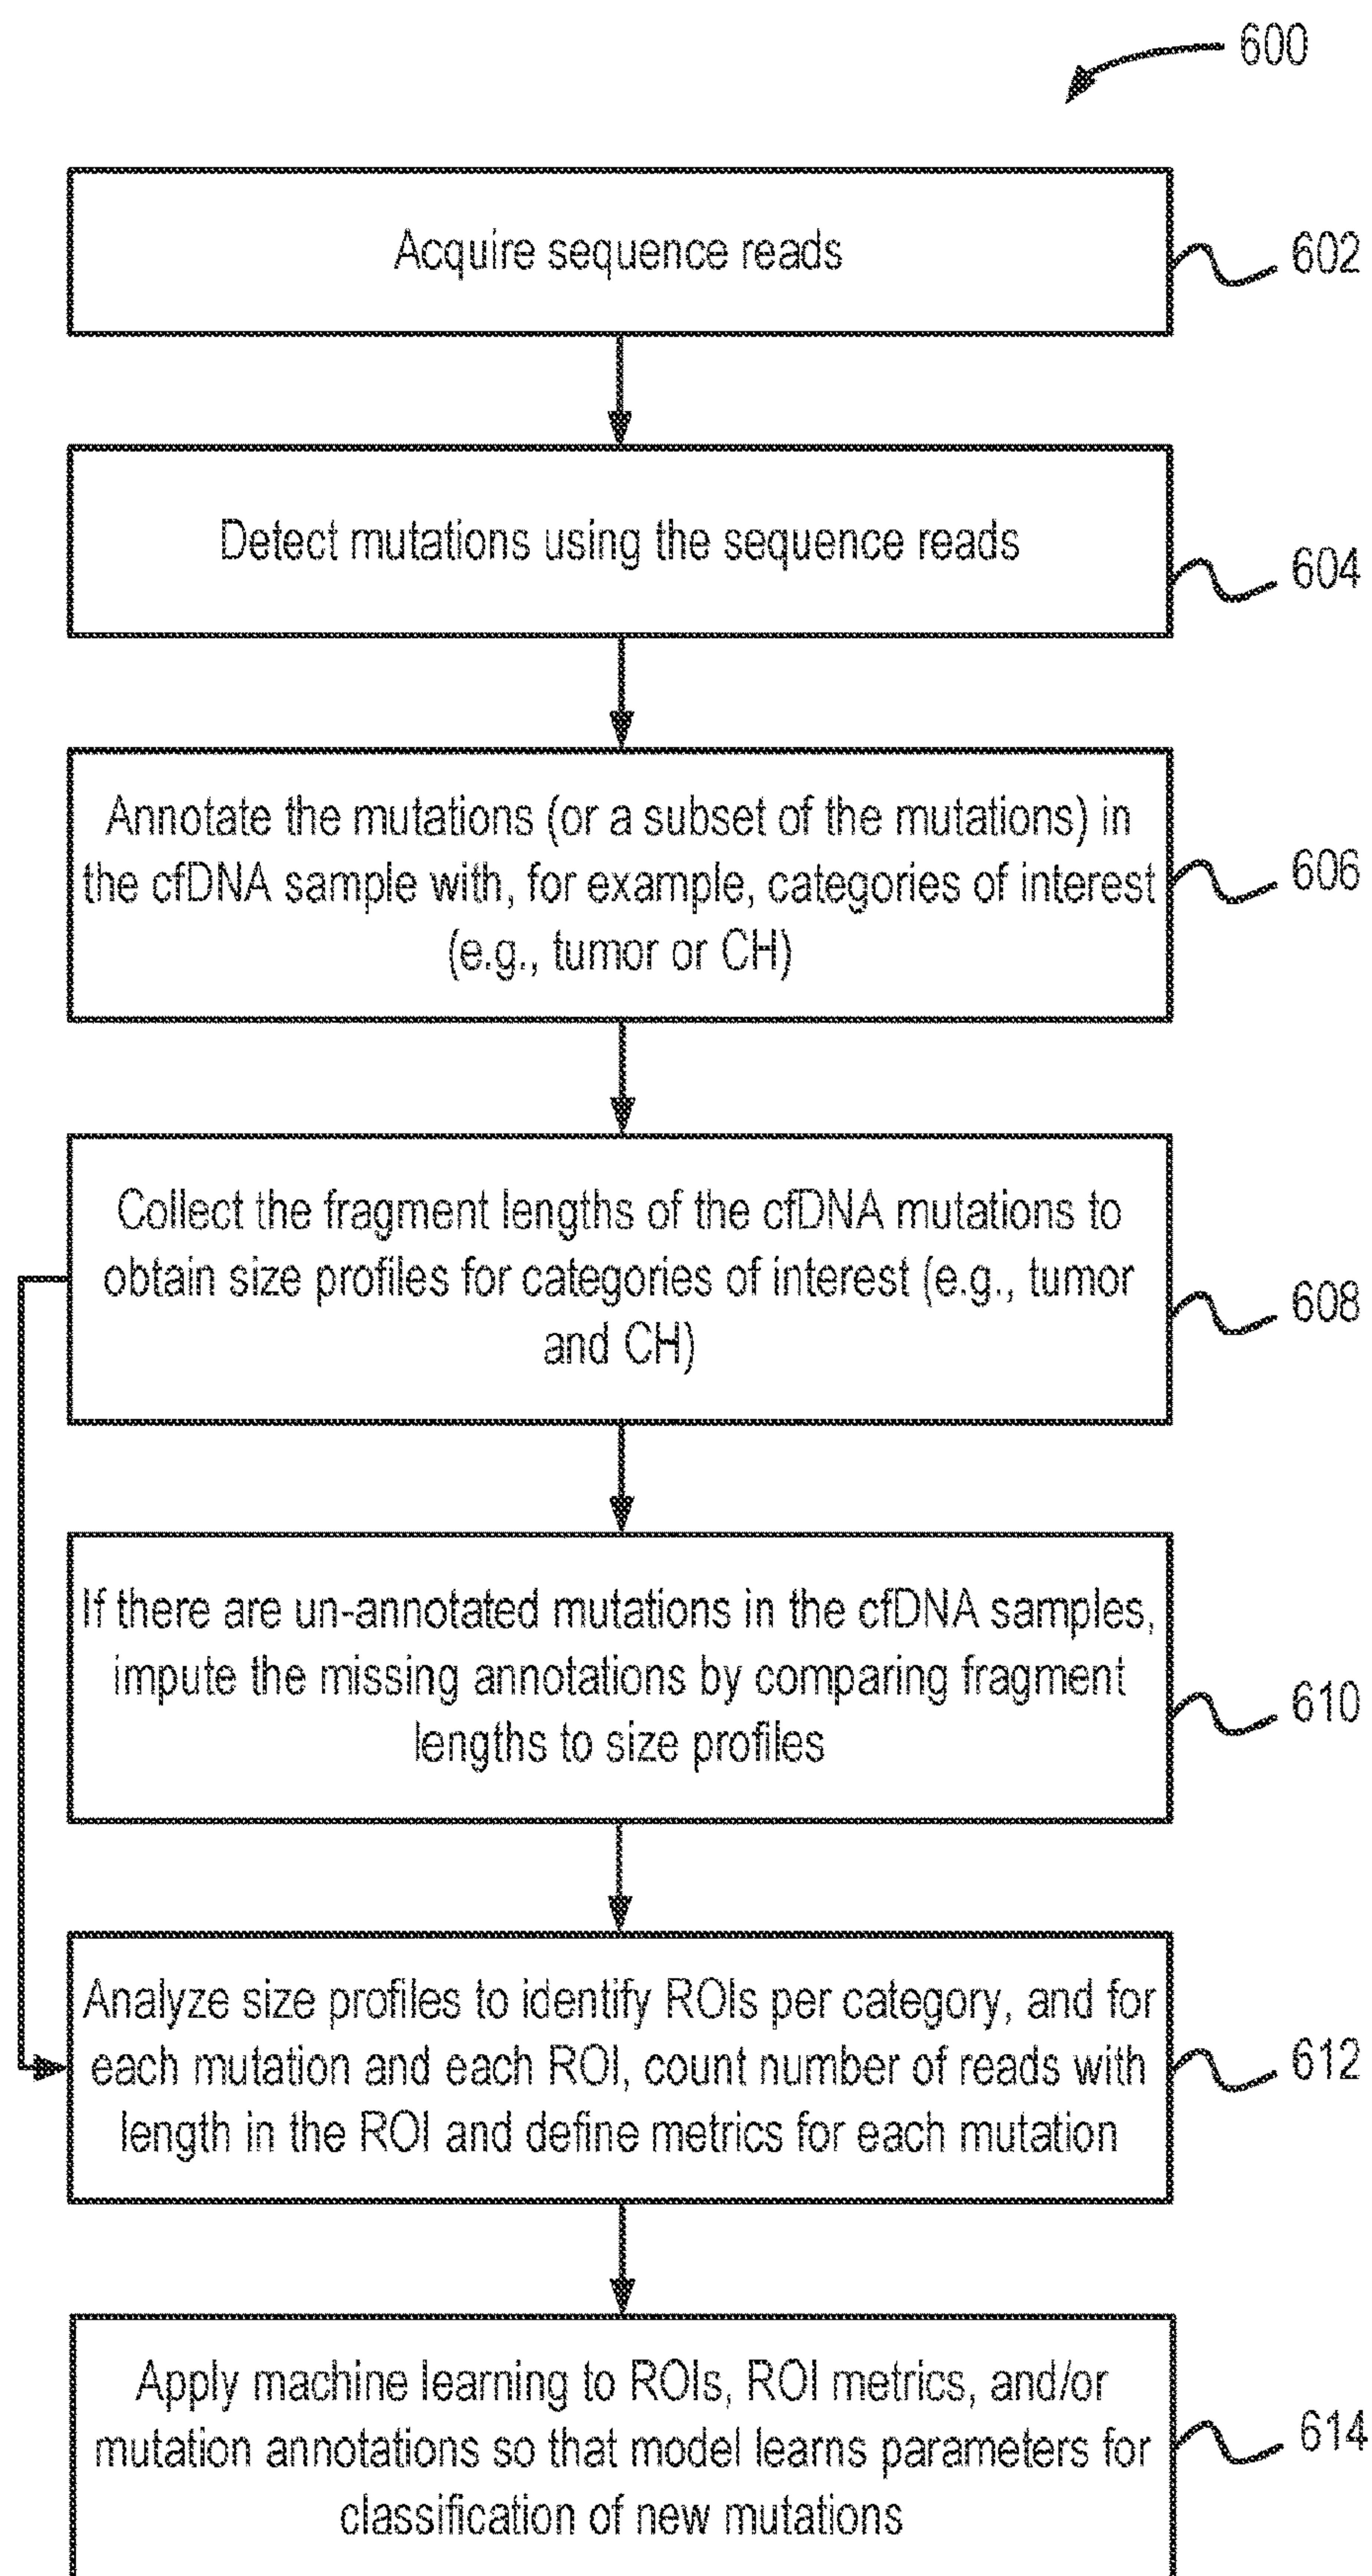 600
Acquire sequence reads
602
Detect mutations using the sequence reads
604
Annotate the mutations (or a subset of the mutations) in
the cfDNA sample with, for example, categories of interest
(e.g., tumor or CH)
606
Collect the fragment lengths of the cfDNA mutations to
obtain size profiles for categories of interest (e.g., tumor
and CH)
608
If there are un-annotated mutations in the cfDNA samples,
impute the missing annotations by comparing fragment
lengths to size profiles
610
Analyze size profiles to identify ROIs per category, and for
each mutation and each ROI, count number of reads with
length in the ROI and define metrics for each mutation
612
Apply machine learning to ROIs, ROI metrics, and/or
mutation annotations so that model learns parameters for
classification of new mutations
614